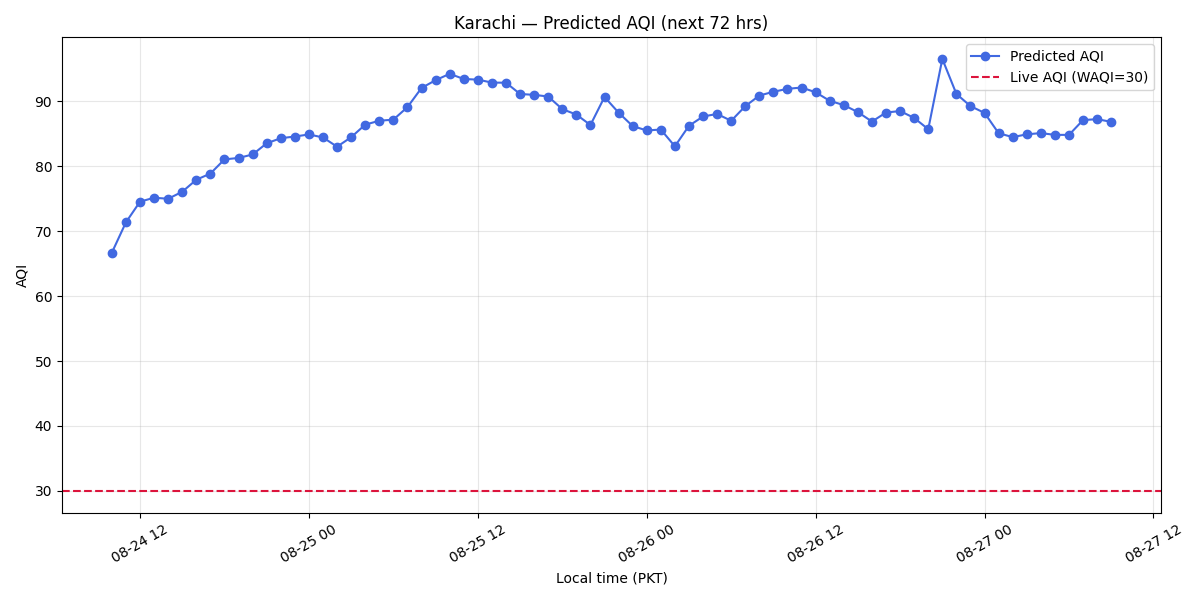 Karachi — Predicted AQI (next 72 hrs)
Predicted AQI
Live AQI (WAQI=30)
AQI
90
80
70
60
50
40
30
08-24 12
08-25 00
08-25 12
08-26 00
08-26 12
08-27 00
08-27 12
Local time (PKT)